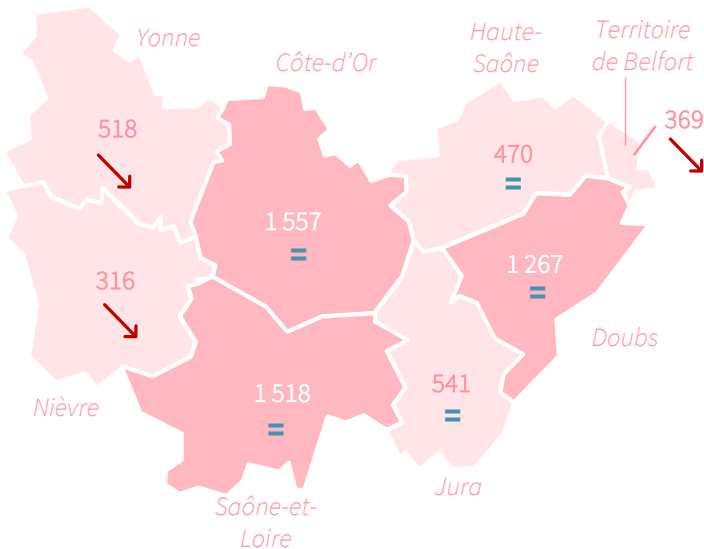 Yonne
Côte-d'Or
Haute-
Saône
Territoire
de Belfort
518
369
470
1 557
1 267
316
Doubs
541
1 518
Nièvre
Jura
Saône-et-
Loire